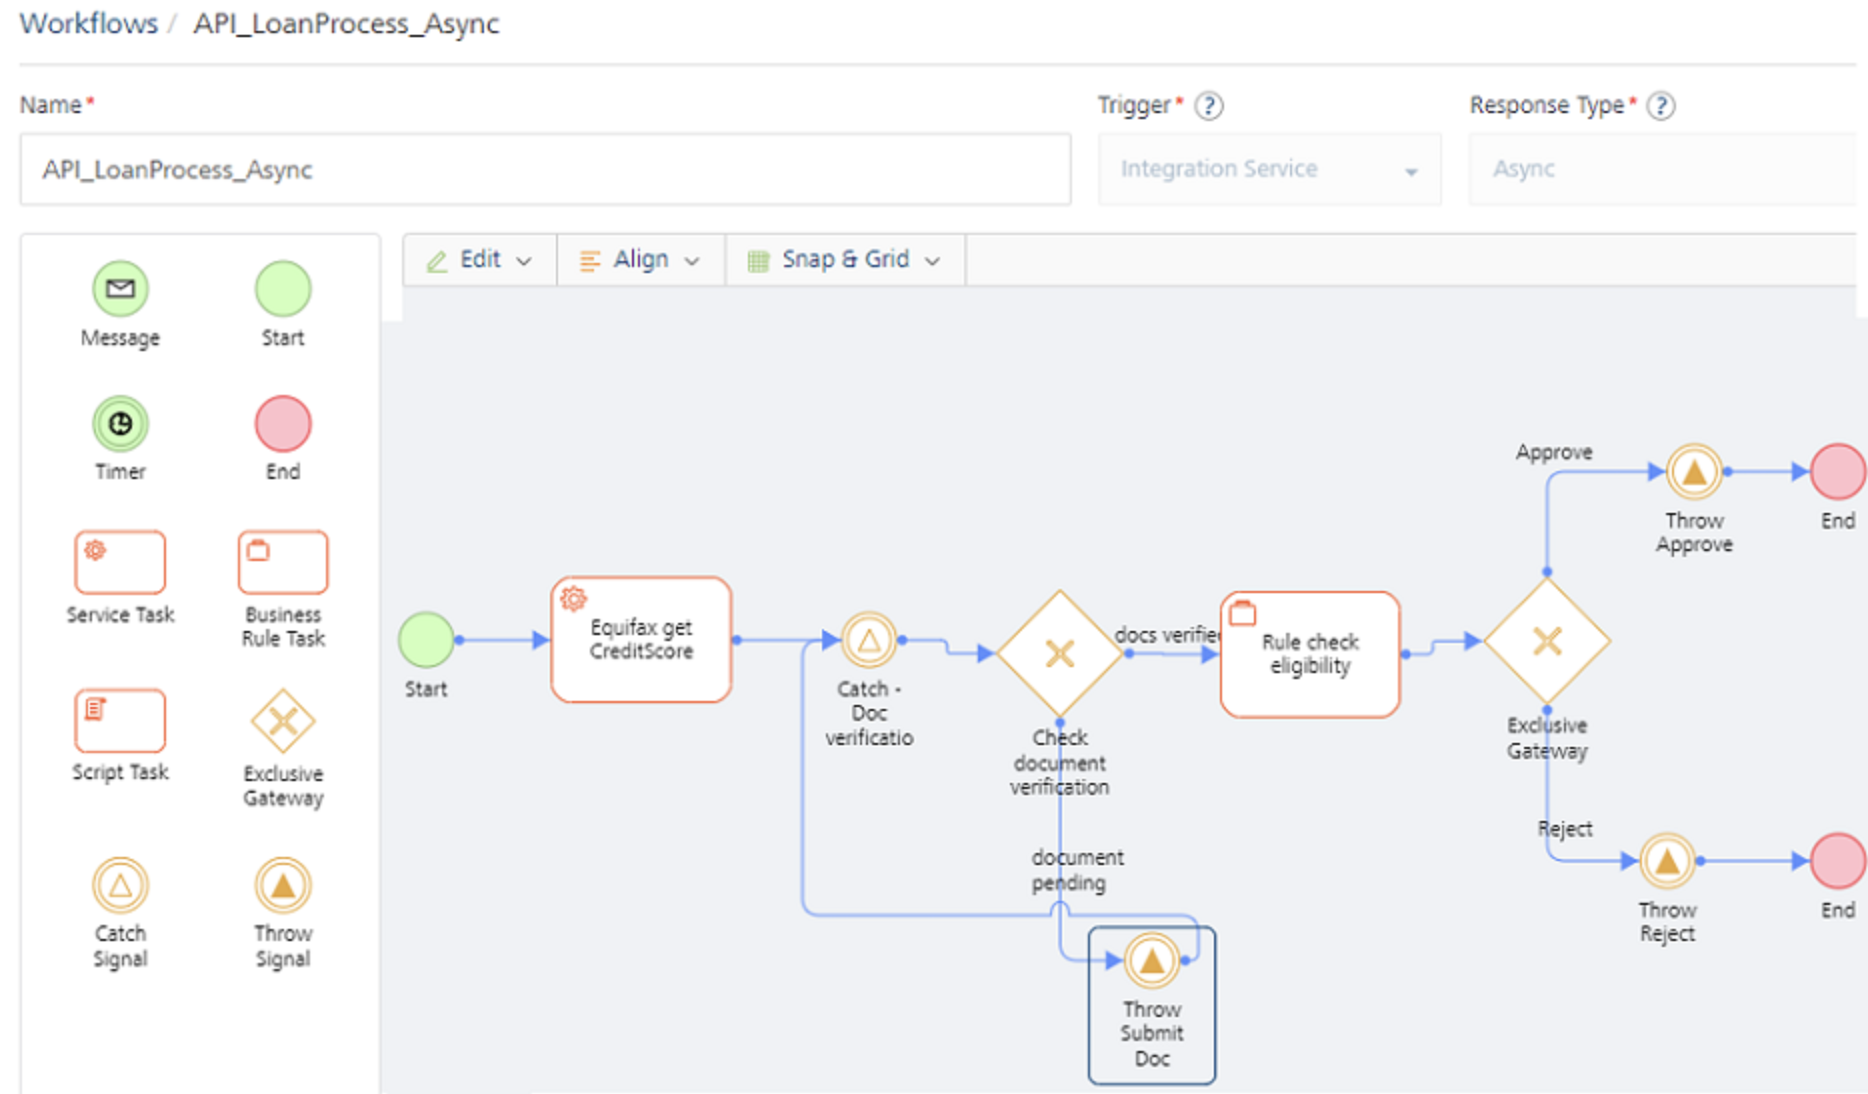 Workflows / API_LoanProcess_Async
Name*
Trigger* ?
Response Type* ?
API_LoanProcess_Async
Integration Service
Async
Edit
Align
Snap & Grid
Message
Start
Timer
End
Service Task
Business
Rule Task
Script Task
Exclusive
Gateway
Catch
Signal
Throw
Signal
Start
Equifax get
CreditScore
Catch -
Doc
verificatio
Check
document
verification
docs verified
document
pending
Throw
Submit
Doc
Rule check
eligibility
Exclusive
Gateway
Approve
Throw
Approve
End
Reject
Throw
Reject
End